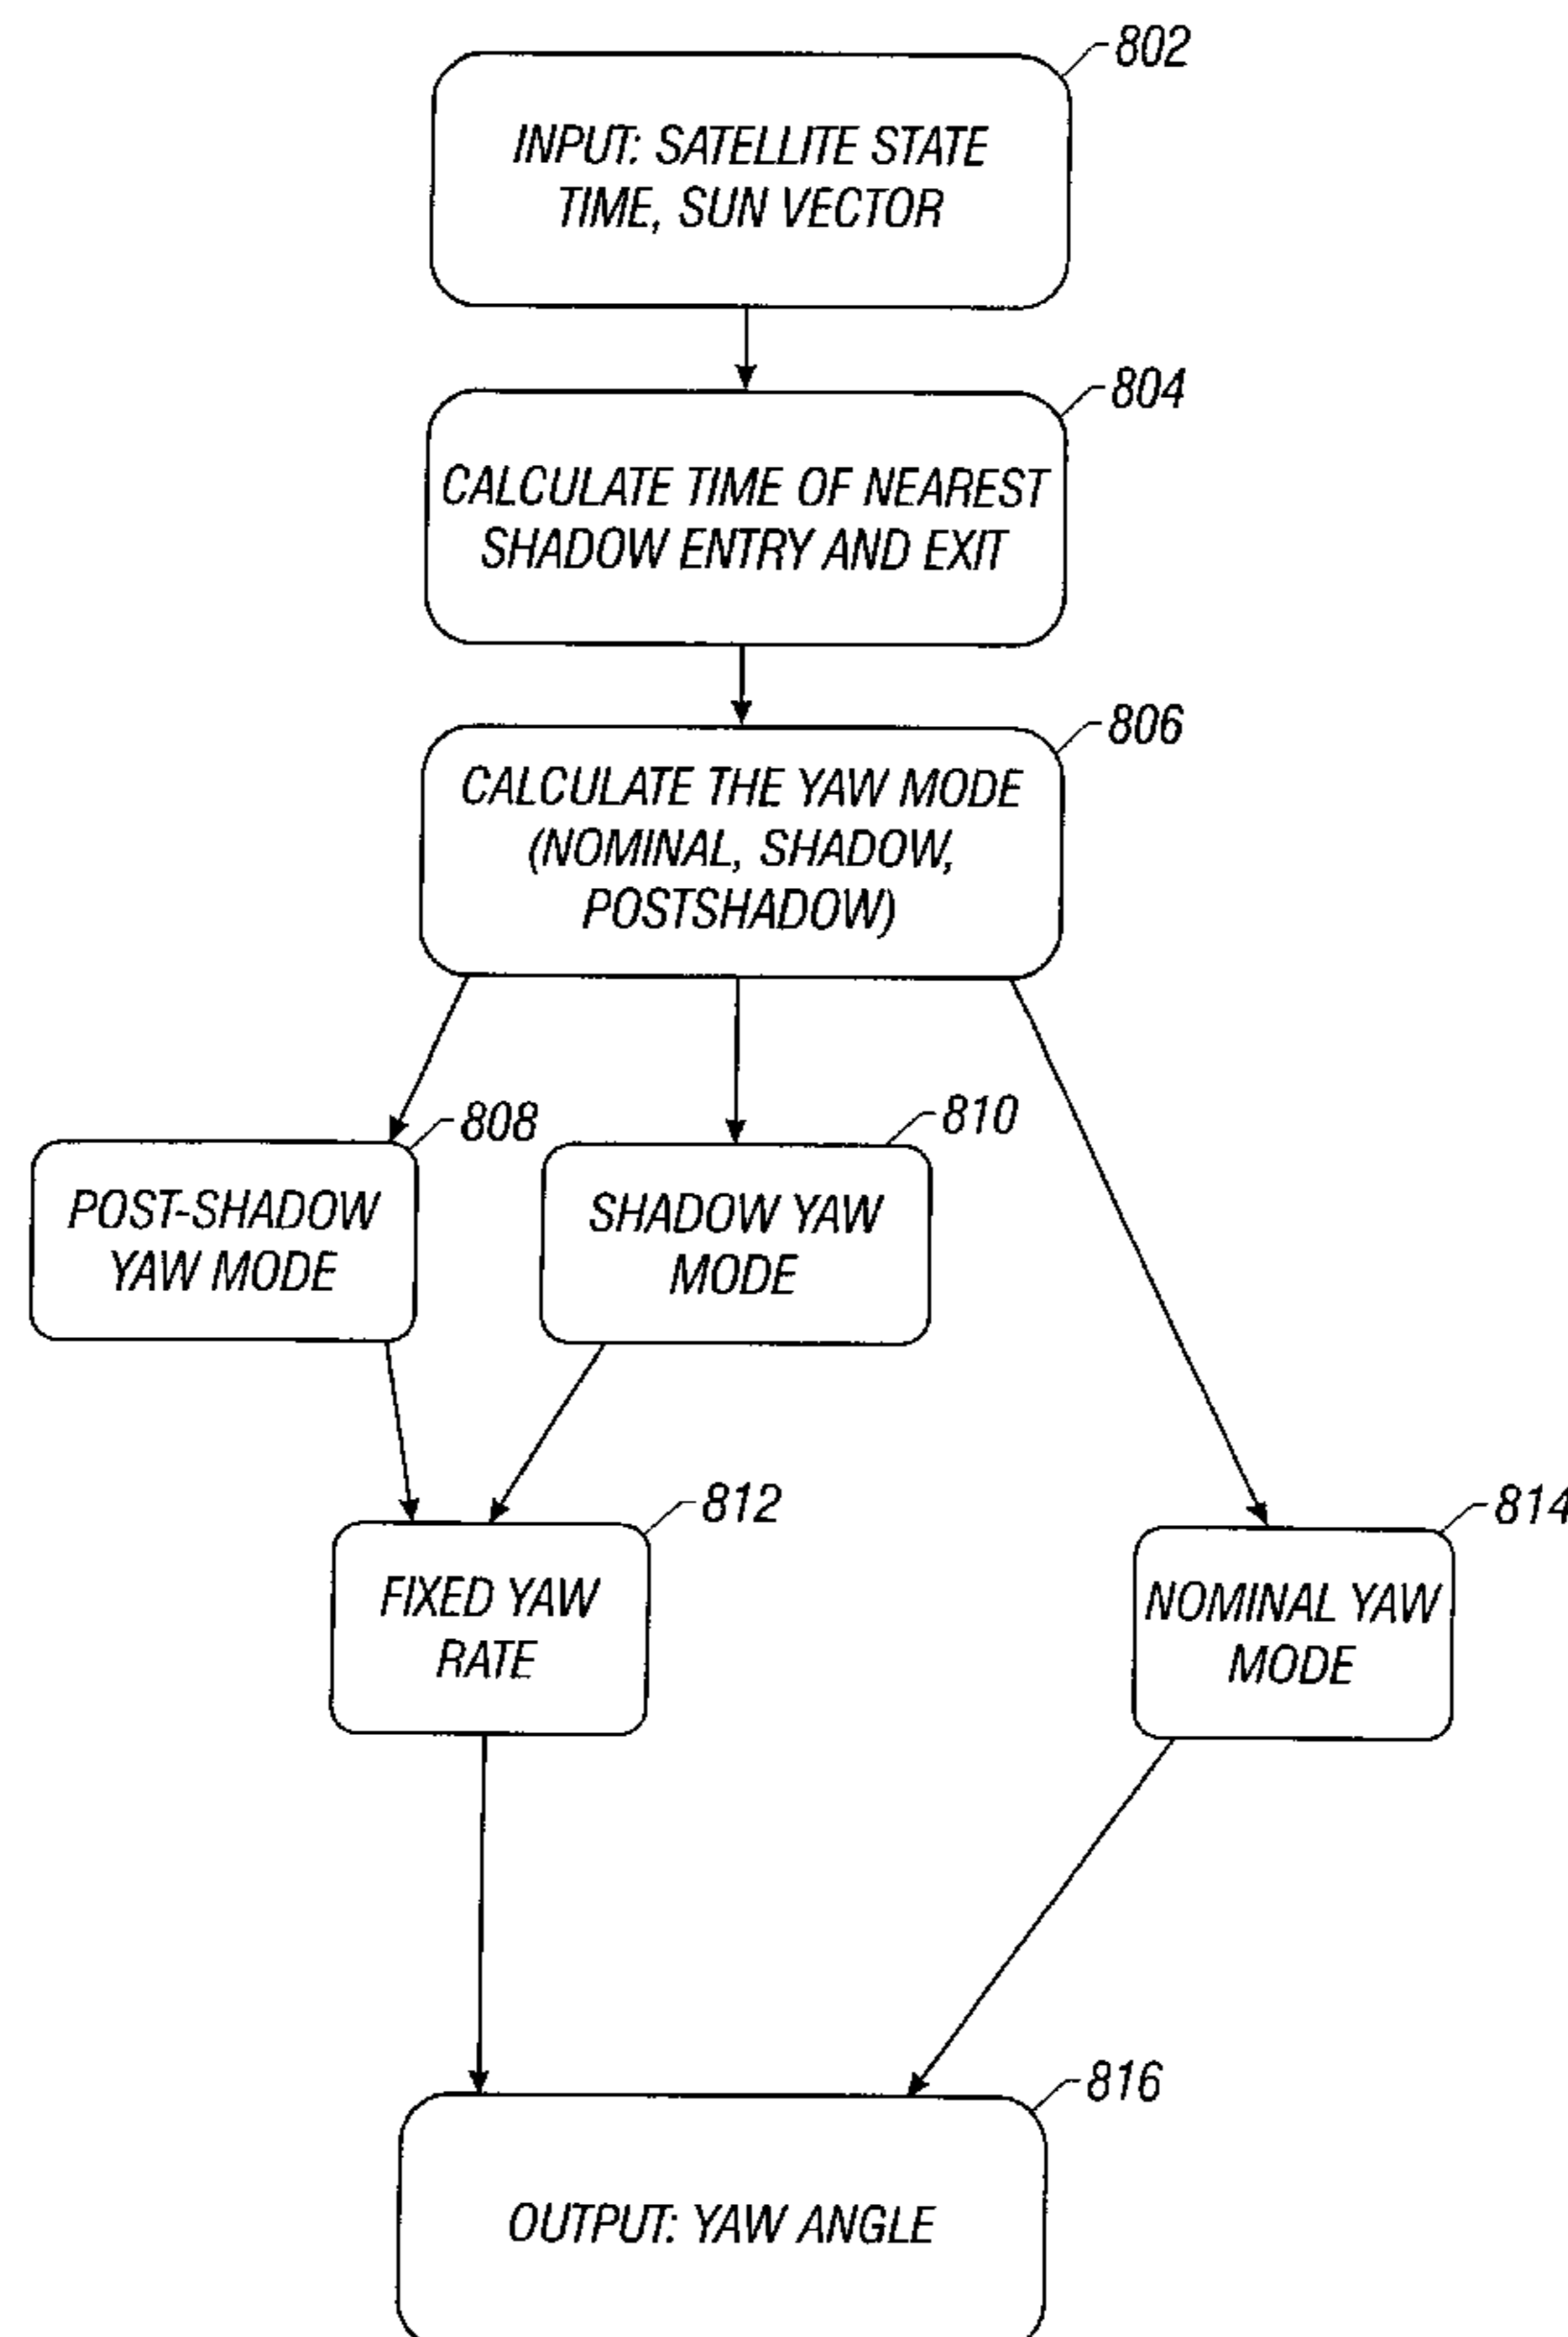 802
INPUT: SATELLITE STATE
TIME, SUN VECTOR
804
CALCULATE TIME OF NEAREST
SHADOW ENTRY AND EXIT
806
CALCULATE THE YAW MODE
(NOMINAL, SHADOW,
POSTSHADOW)
808
POST-SHADOW
YAW MODE
810
SHADOW YAW
MODE
812
FIXED YAW
RATE
814
NOMINAL YAW
MODE
816
OUTPUT: YAW ANGLE